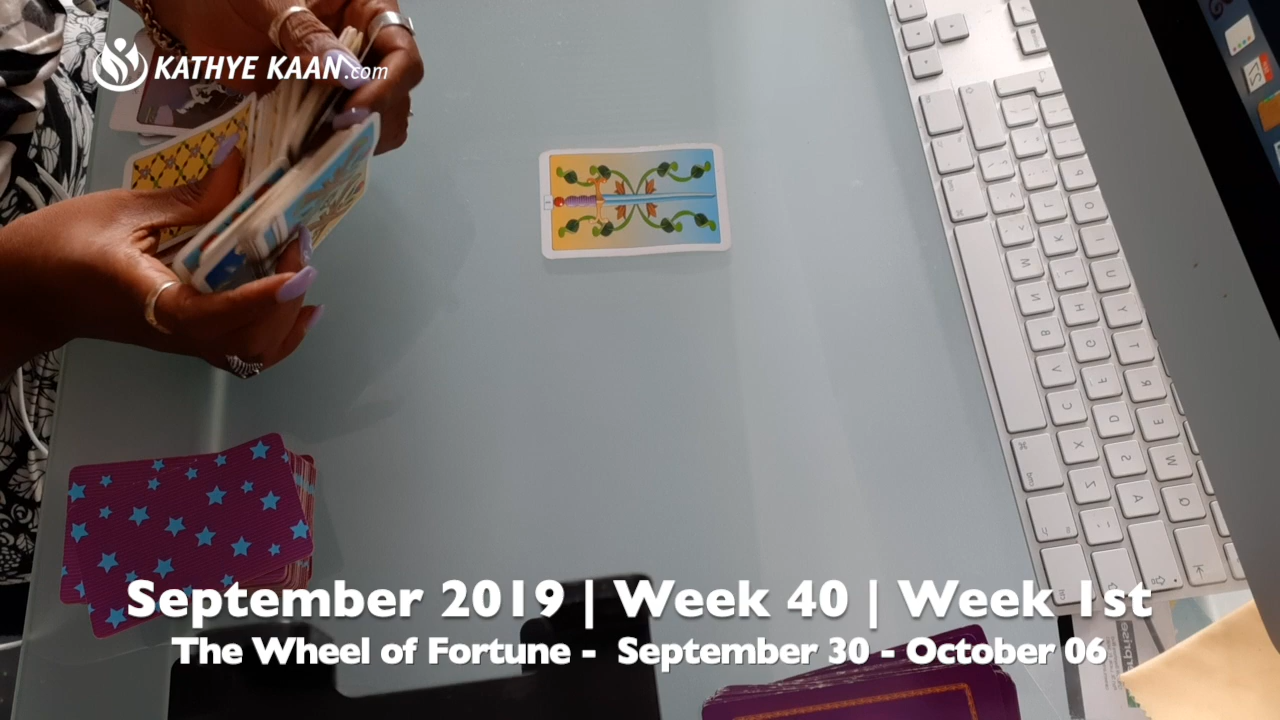 KATHYE KAAN.com
September 2019 | Week 40 | Week 1st
The Wheel of Fortune - September 30 - October 06